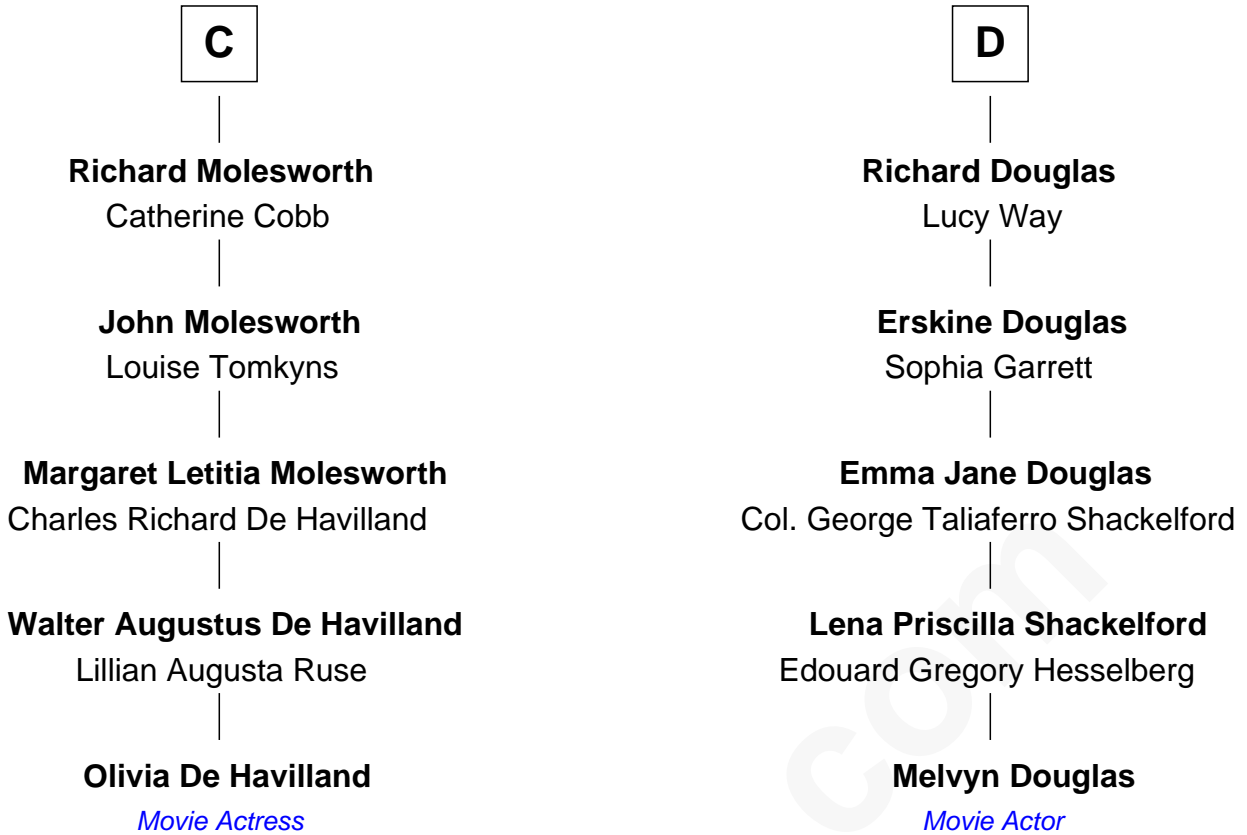 C
Richard Molesworth
Catherine Cobb
John Molesworth
Louise Tomkyns
Margaret Letitia Molesworth
Charles Richard De Havilland
Walter Augustus De Havilland
Lillian Augusta Ruse
Olivia De Havilland
Movie Actress
D
Richard Douglas
Lucy Way
Erskine Douglas
Sophia Garrett
Emma Jane Douglas
Col. George Taliaferro Shackelford
Lena Priscilla Shackelford
Edouard Gregory Hesselberg
Melvyn Douglas
Movie Actor
com